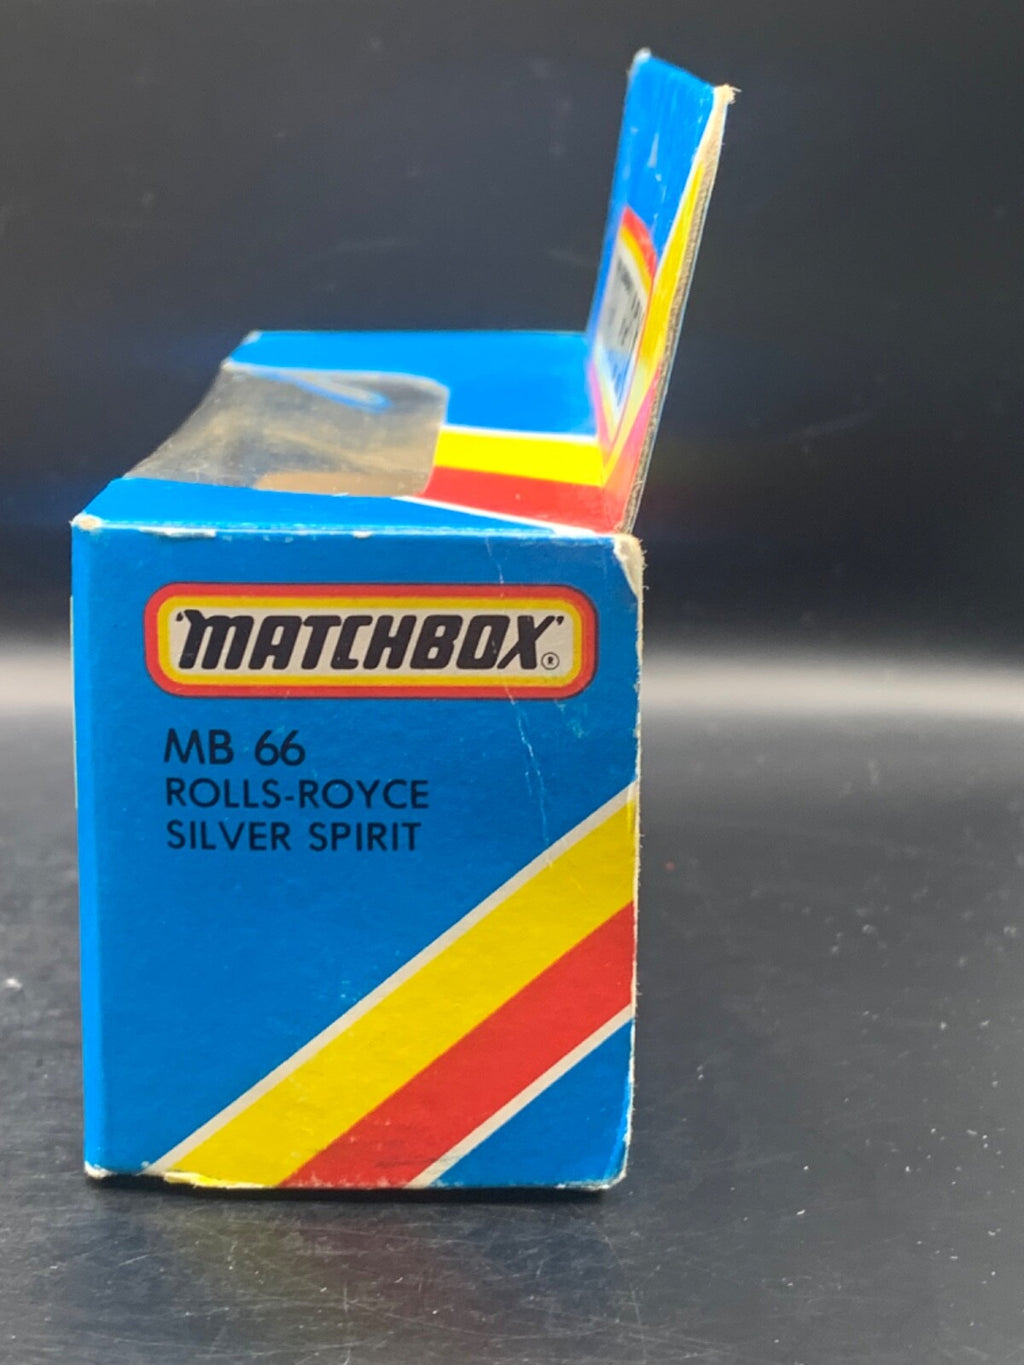 'MATCHBOX' ®
MB 66
ROLLS-ROYCE
SILVER SPIRIT